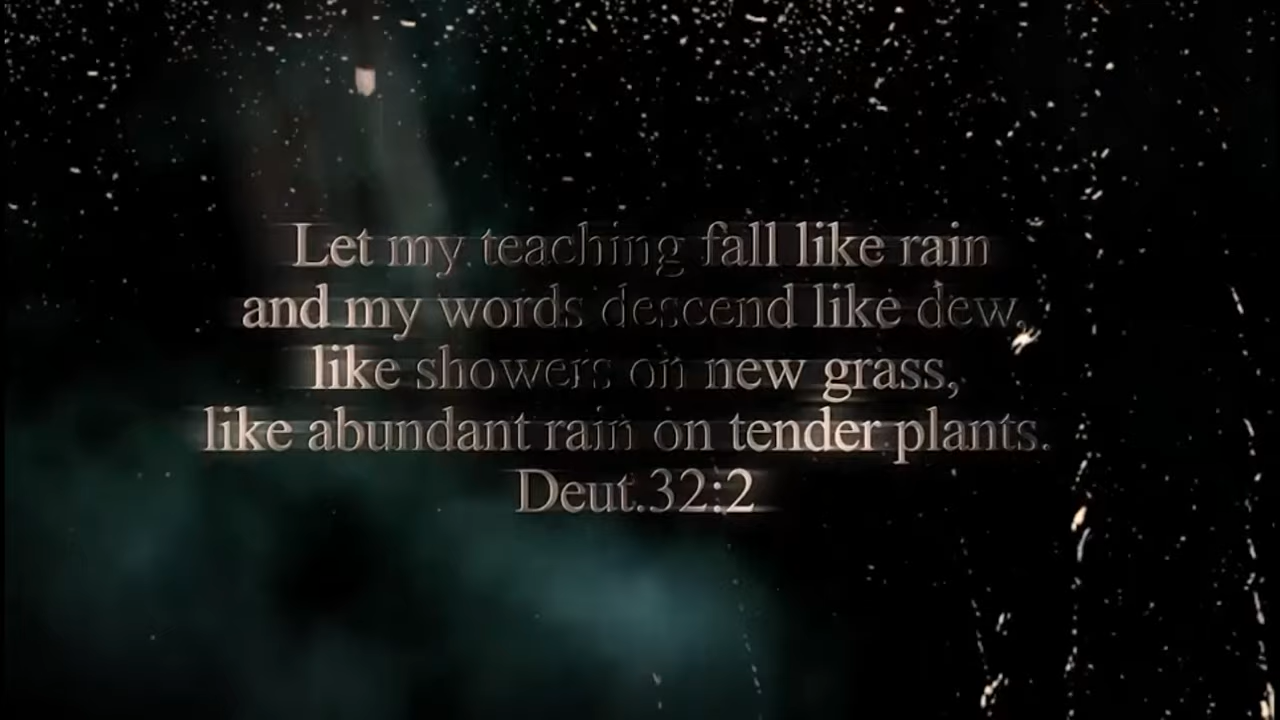 Let my teaching fall like rain
and my words descend like dew,
like showers on new grass,
like abundant rain on tender plants.
Deut.32:2